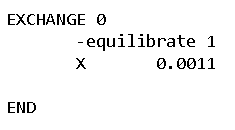 EXCHANGE 0
-equilibrate 1
X 0.0011
END